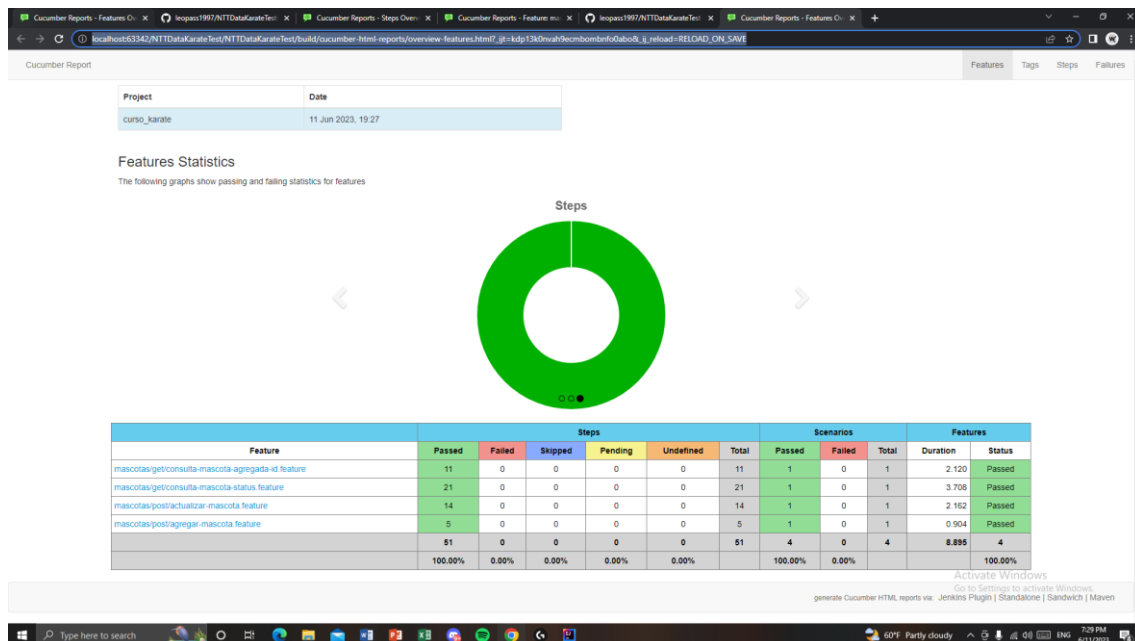 Cucumber Reports - Features Ov
leopass1997/NTTDataKarateTest
Cucumber Reports - Steps Overv
Cucumber Reports - Feature: ma
leopass1997/NTTDataKarateTest
Cucumber Reports - Features Ov
localhost:63342/NTTDataKarateTest/NTTDataKarateTest/build/cucumber-html-reports/overview-features.html?_ijt=kdp13k0nvah9ecmbombnfo0abo&_ij_reload=RELOAD_ON_SAVE
Cucumber Report Features Tags Steps Failures
Project Date
curso_karate 11 Jun 2023, 19:27
Features Statistics
The following graphs show passing and failing statistics for features
Steps
Steps Scenarios Features
Feature Passed Failed Skipped Pending Undefined Total Passed Failed Total Duration Status
mascotas/get/consulta-mascota-agregada-id.feature 11 0 0 0 0 11 1 0 1 2.120 Passed
mascotas/get/consulta-mascota-status.feature 21 0 0 0 0 21 1 0 1 3.708 Passed
mascotas/post/actualizar-mascota.feature 14 0 0 0 0 14 1 0 1 2.162 Passed
mascotas/post/agregar-mascota.feature 5 0 0 0 0 5 1 0 1 0.904 Passed
51 0 0 0 0 51 4 0 4 8.895 4
100.00% 0.00% 0.00% 0.00% 0.00% 100.00% 0.00% 100.00%
Activate Windows
Go to Settings to activate Windows.
generate Cucumber HTML reports via: Jenkins Plugin | Standalone | Sandwich | Maven
Type here to search
60°F Partly cloudy
ENG
7:29 PM
6/11/2023